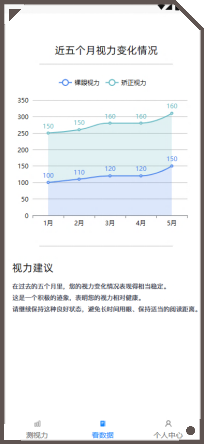 近五个月视力变化情况
裸眼视力 矫正视力
350
300
250
200
150
100
50
0
150 150 160 160 160
100 110 120 120 150
1月 2月 3月 4月 5月
视力建议
在过去的五个月里，您的视力变化情况表现得相当稳定。
这是一个积极的迹象，表明您的视力相对健康。
请继续保持这种良好状态，避免长时间用眼、保持适当的阅读距离。
测视力 看数据 个人中心